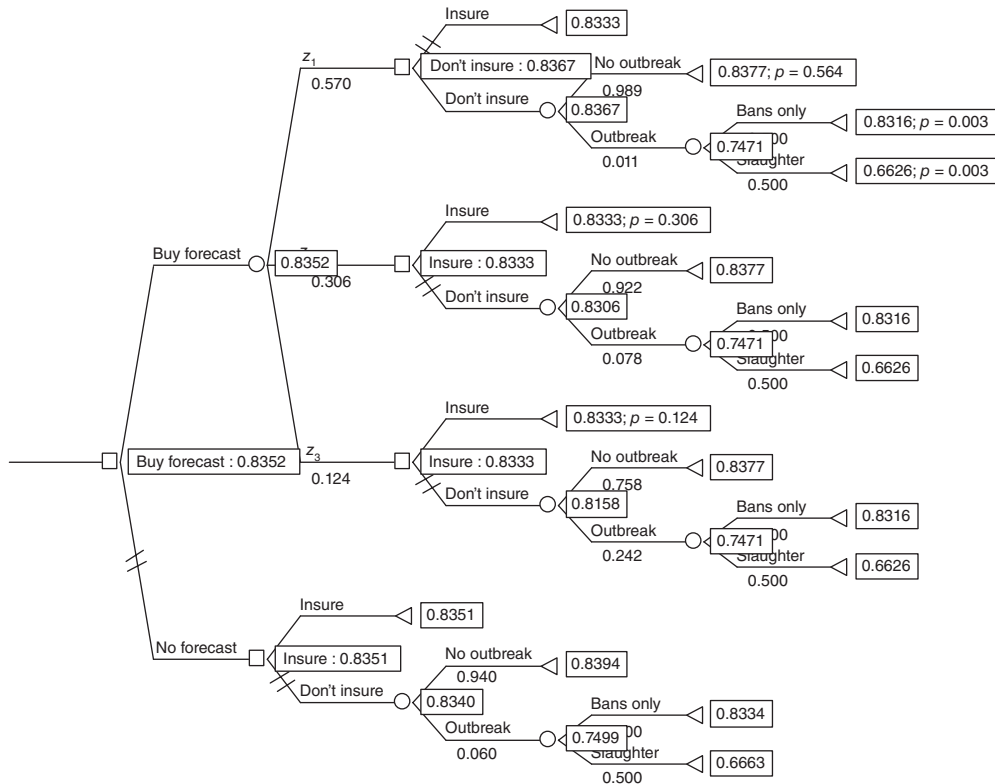 Insure
0.8333
z1
0.570
Don't insure : 0.8367
No outbreak
0.989
0.8377; p = 0.564
Don't insure
0.8367
Bans only
0.8316; p = 0.003
Outbreak
0.011
0.7471
00
Slaughter
0.500
0.6626; p = 0.003
Insure
0.8333; p = 0.306
Buy forecast
0.8352
0.306
Insure : 0.8333
No outbreak
0.922
0.8377
Don't insure
0.8306
Bans only
0.8316
Outbreak
0.078
0.7471
00
Slaughter
0.500
0.6626
Insure
0.8333; p = 0.124
Buy forecast : 0.8352
z3
0.124
Insure : 0.8333
No outbreak
0.758
0.8377
Don't insure
0.8158
Bans only
0.8316
Outbreak
0.242
0.7471
00
Slaughter
0.500
0.6626
Insure
0.8351
No forecast
Insure : 0.8351
No outbreak
0.940
0.8394
Don't insure
0.8340
Bans only
0.8334
Outbreak
0.060
0.7499
00
Slaughter
0.500
0.6663